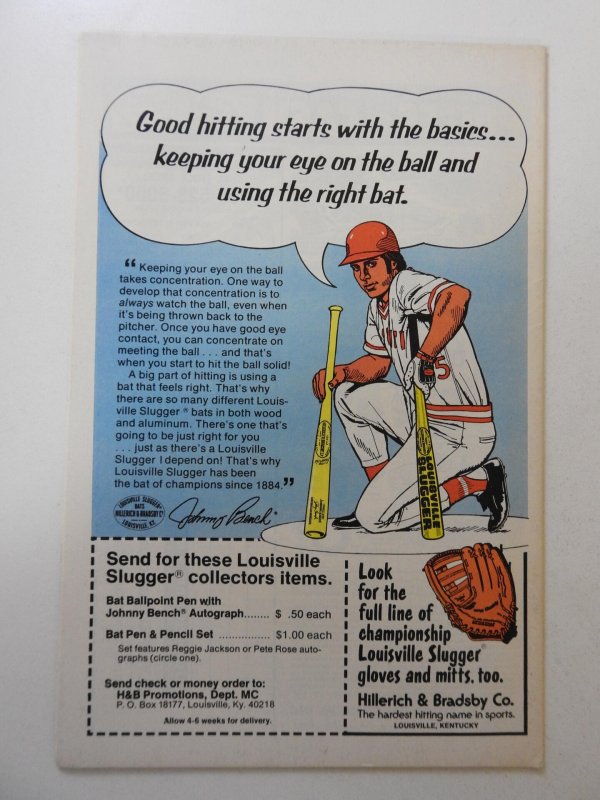 Good hitting starts with the basics...
keeping your eye on the ball and
using the right bat.
“ Keeping your eye on the ball
takes concentration. One way to
develop that concentration is to
always watch the ball, even when
it's being thrown back to the
pitcher. Once you have good eye
contact, you can concentrate on
meeting the ball . . . and that's
when you start to hit the ball solid!
A big part of hitting is using a
bat that feels right. That's why
there are so many different Louis-
ville Slugger® bats in both wood
and aluminum. There's one that's
going to be just right for you
. . . just as there's a Louisville
Slugger I depend on! That's why
Louisville Slugger has been
the bat of champions since 1884.”
LOUISVILLE SLUGGER
BATS
HILLERICH & BRADSBY Co
LOUISVILLE, KY.
Johnny Bench
5
LOUISVILLE
SLUGGER
Send for these Louisville
Slugger® collectors items.
Bat Ballpoint Pen with
Johnny Bench® Autograph....... $ .50 each
Bat Pen & Pencil Set ............... $1.00 each
Set features Reggie Jackson or Pete Rose auto-
graphs (circle one).
Send check or money order to:
H&B Promotions, Dept. MC
P. O. Box 18177, Louisville, Ky. 40218
Allow 4-6 weeks for delivery.
Look
for the
full line of
championship
Louisville Slugger®
gloves and mitts, too.
Hillerich & Bradsby Co.
The hardest hitting name in sports.
LOUISVILLE, KENTUCKY